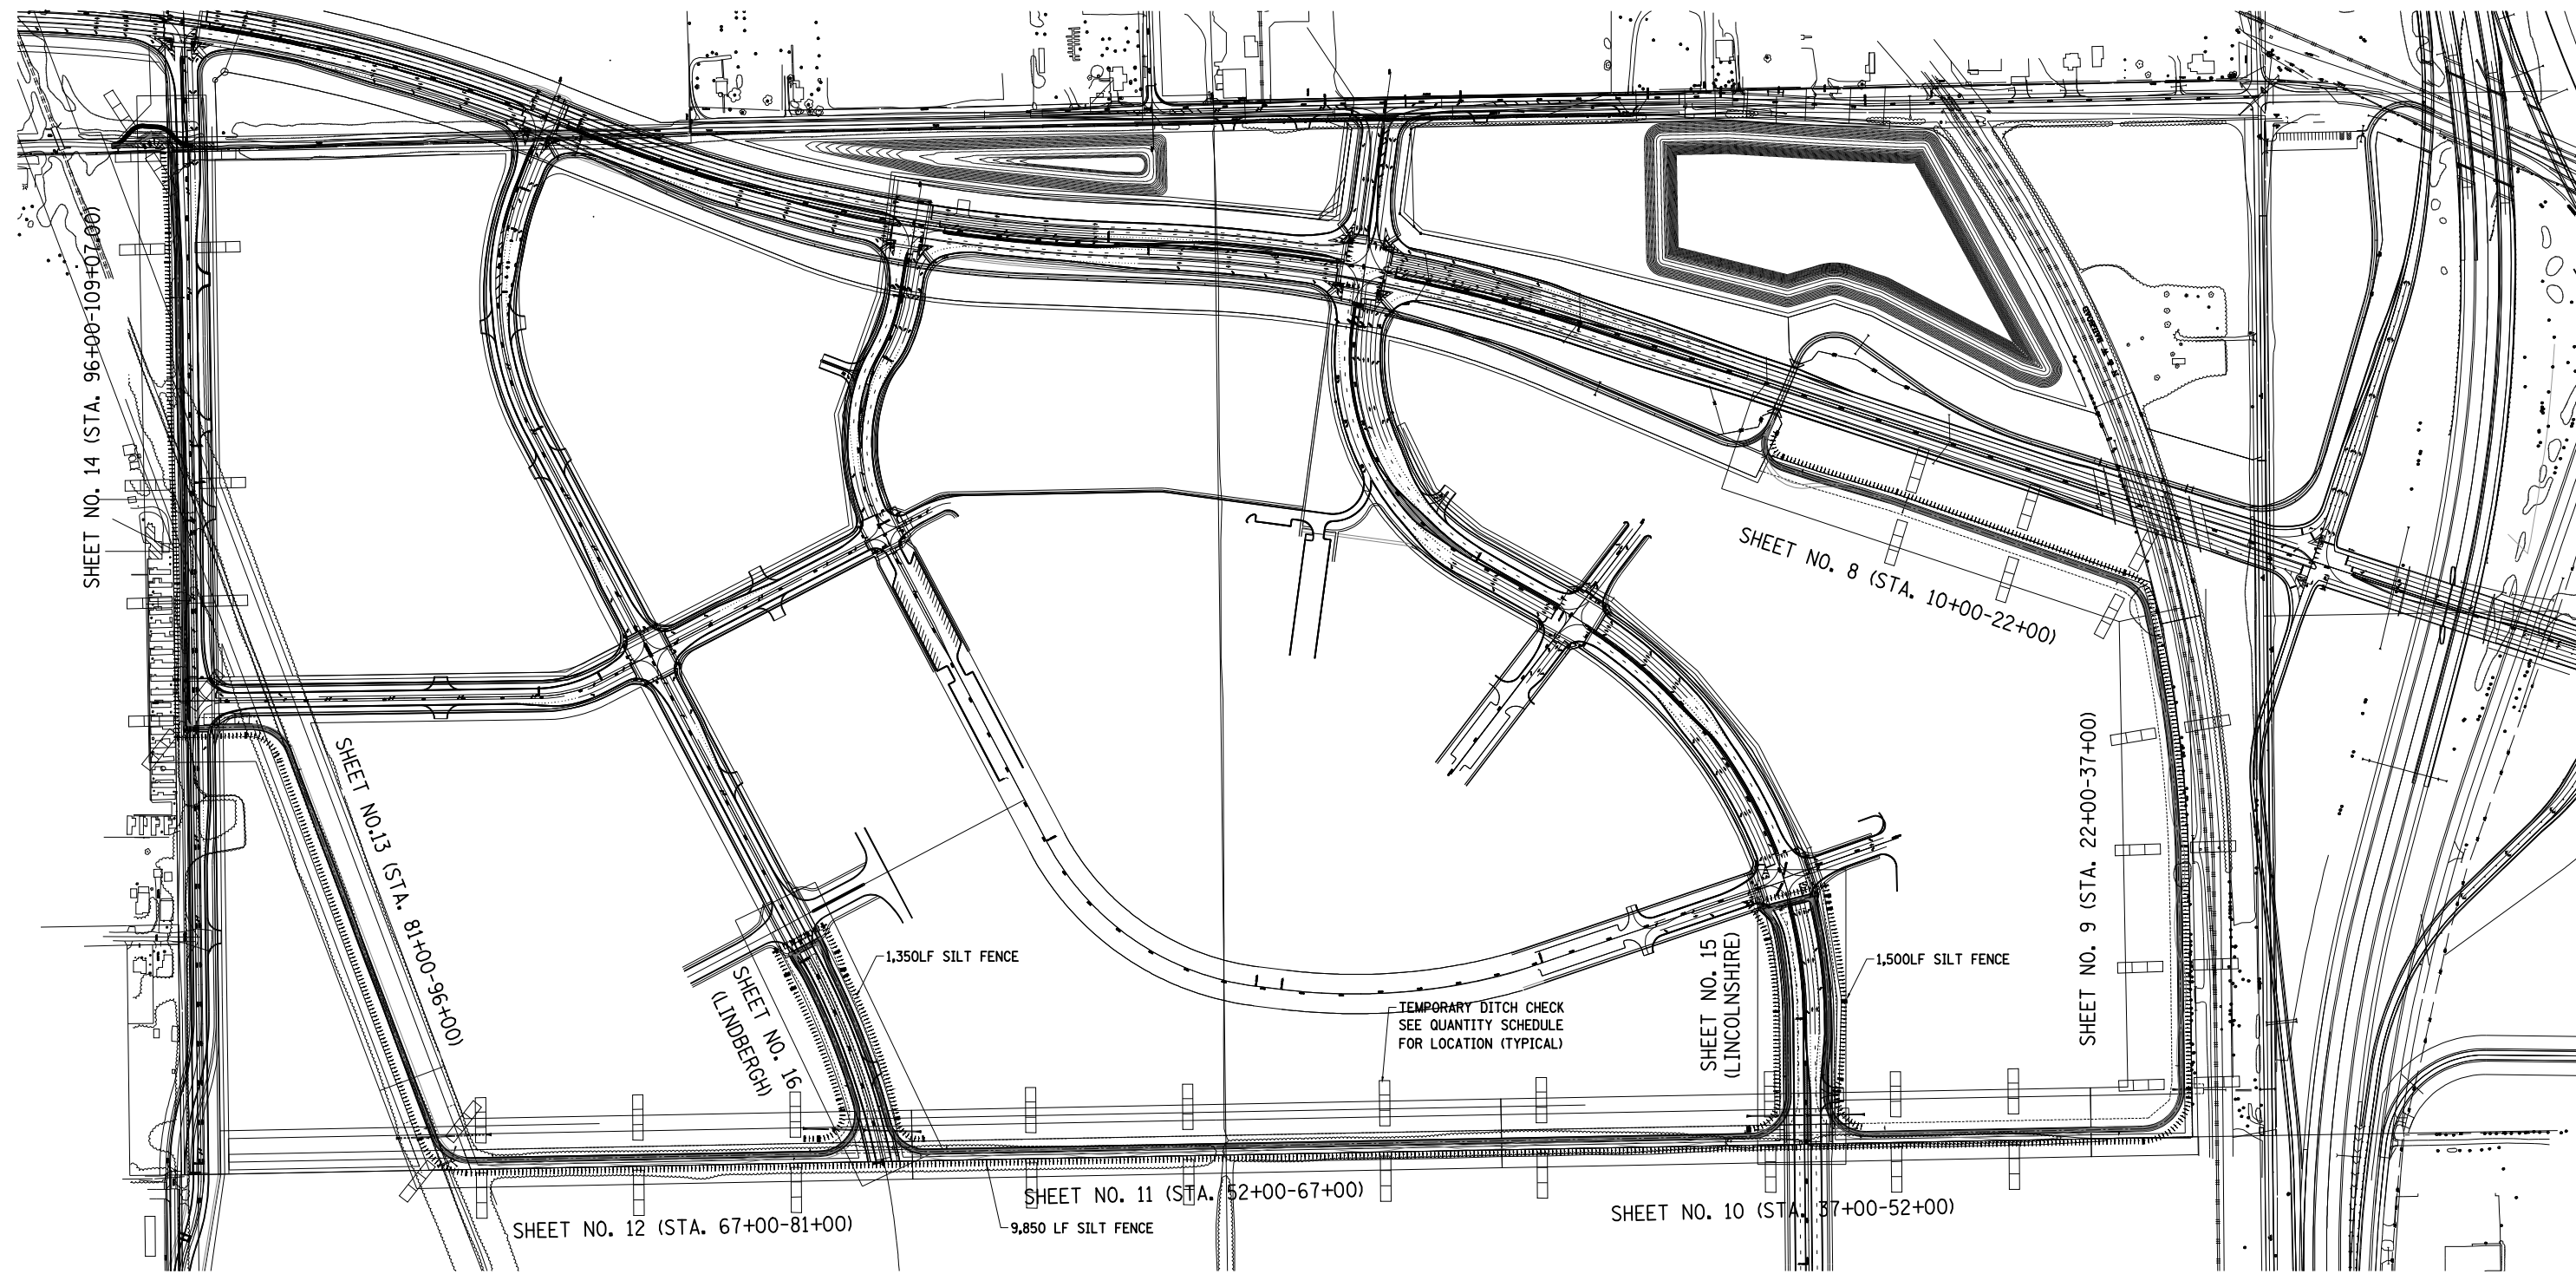 SHEET NO. 14 (STA. 96+00-109+07.00)
SHEET NO. 8 (STA. 10+00-22+00)
SHEET NO. 9 (STA. 22+00-37+00)
SHEET NO.13 (STA. 81+00-96+00)
SHEET NO. 16
(LINDBERGH)
1,350LF SILT FENCE
TEMPORARY DITCH CHECK
SEE QUANTITY SCHEDULE
FOR LOCATION (TYPICAL)
SHEET NO. 15
(LINCOLNSHIRE)
1,500LF SILT FENCE
SHEET NO. 12 (STA. 67+00-81+00)
SHEET NO. 11 (STA. 52+00-67+00)
9,850 LF SILT FENCE
SHEET NO. 10 (STA. 37+00-52+00)